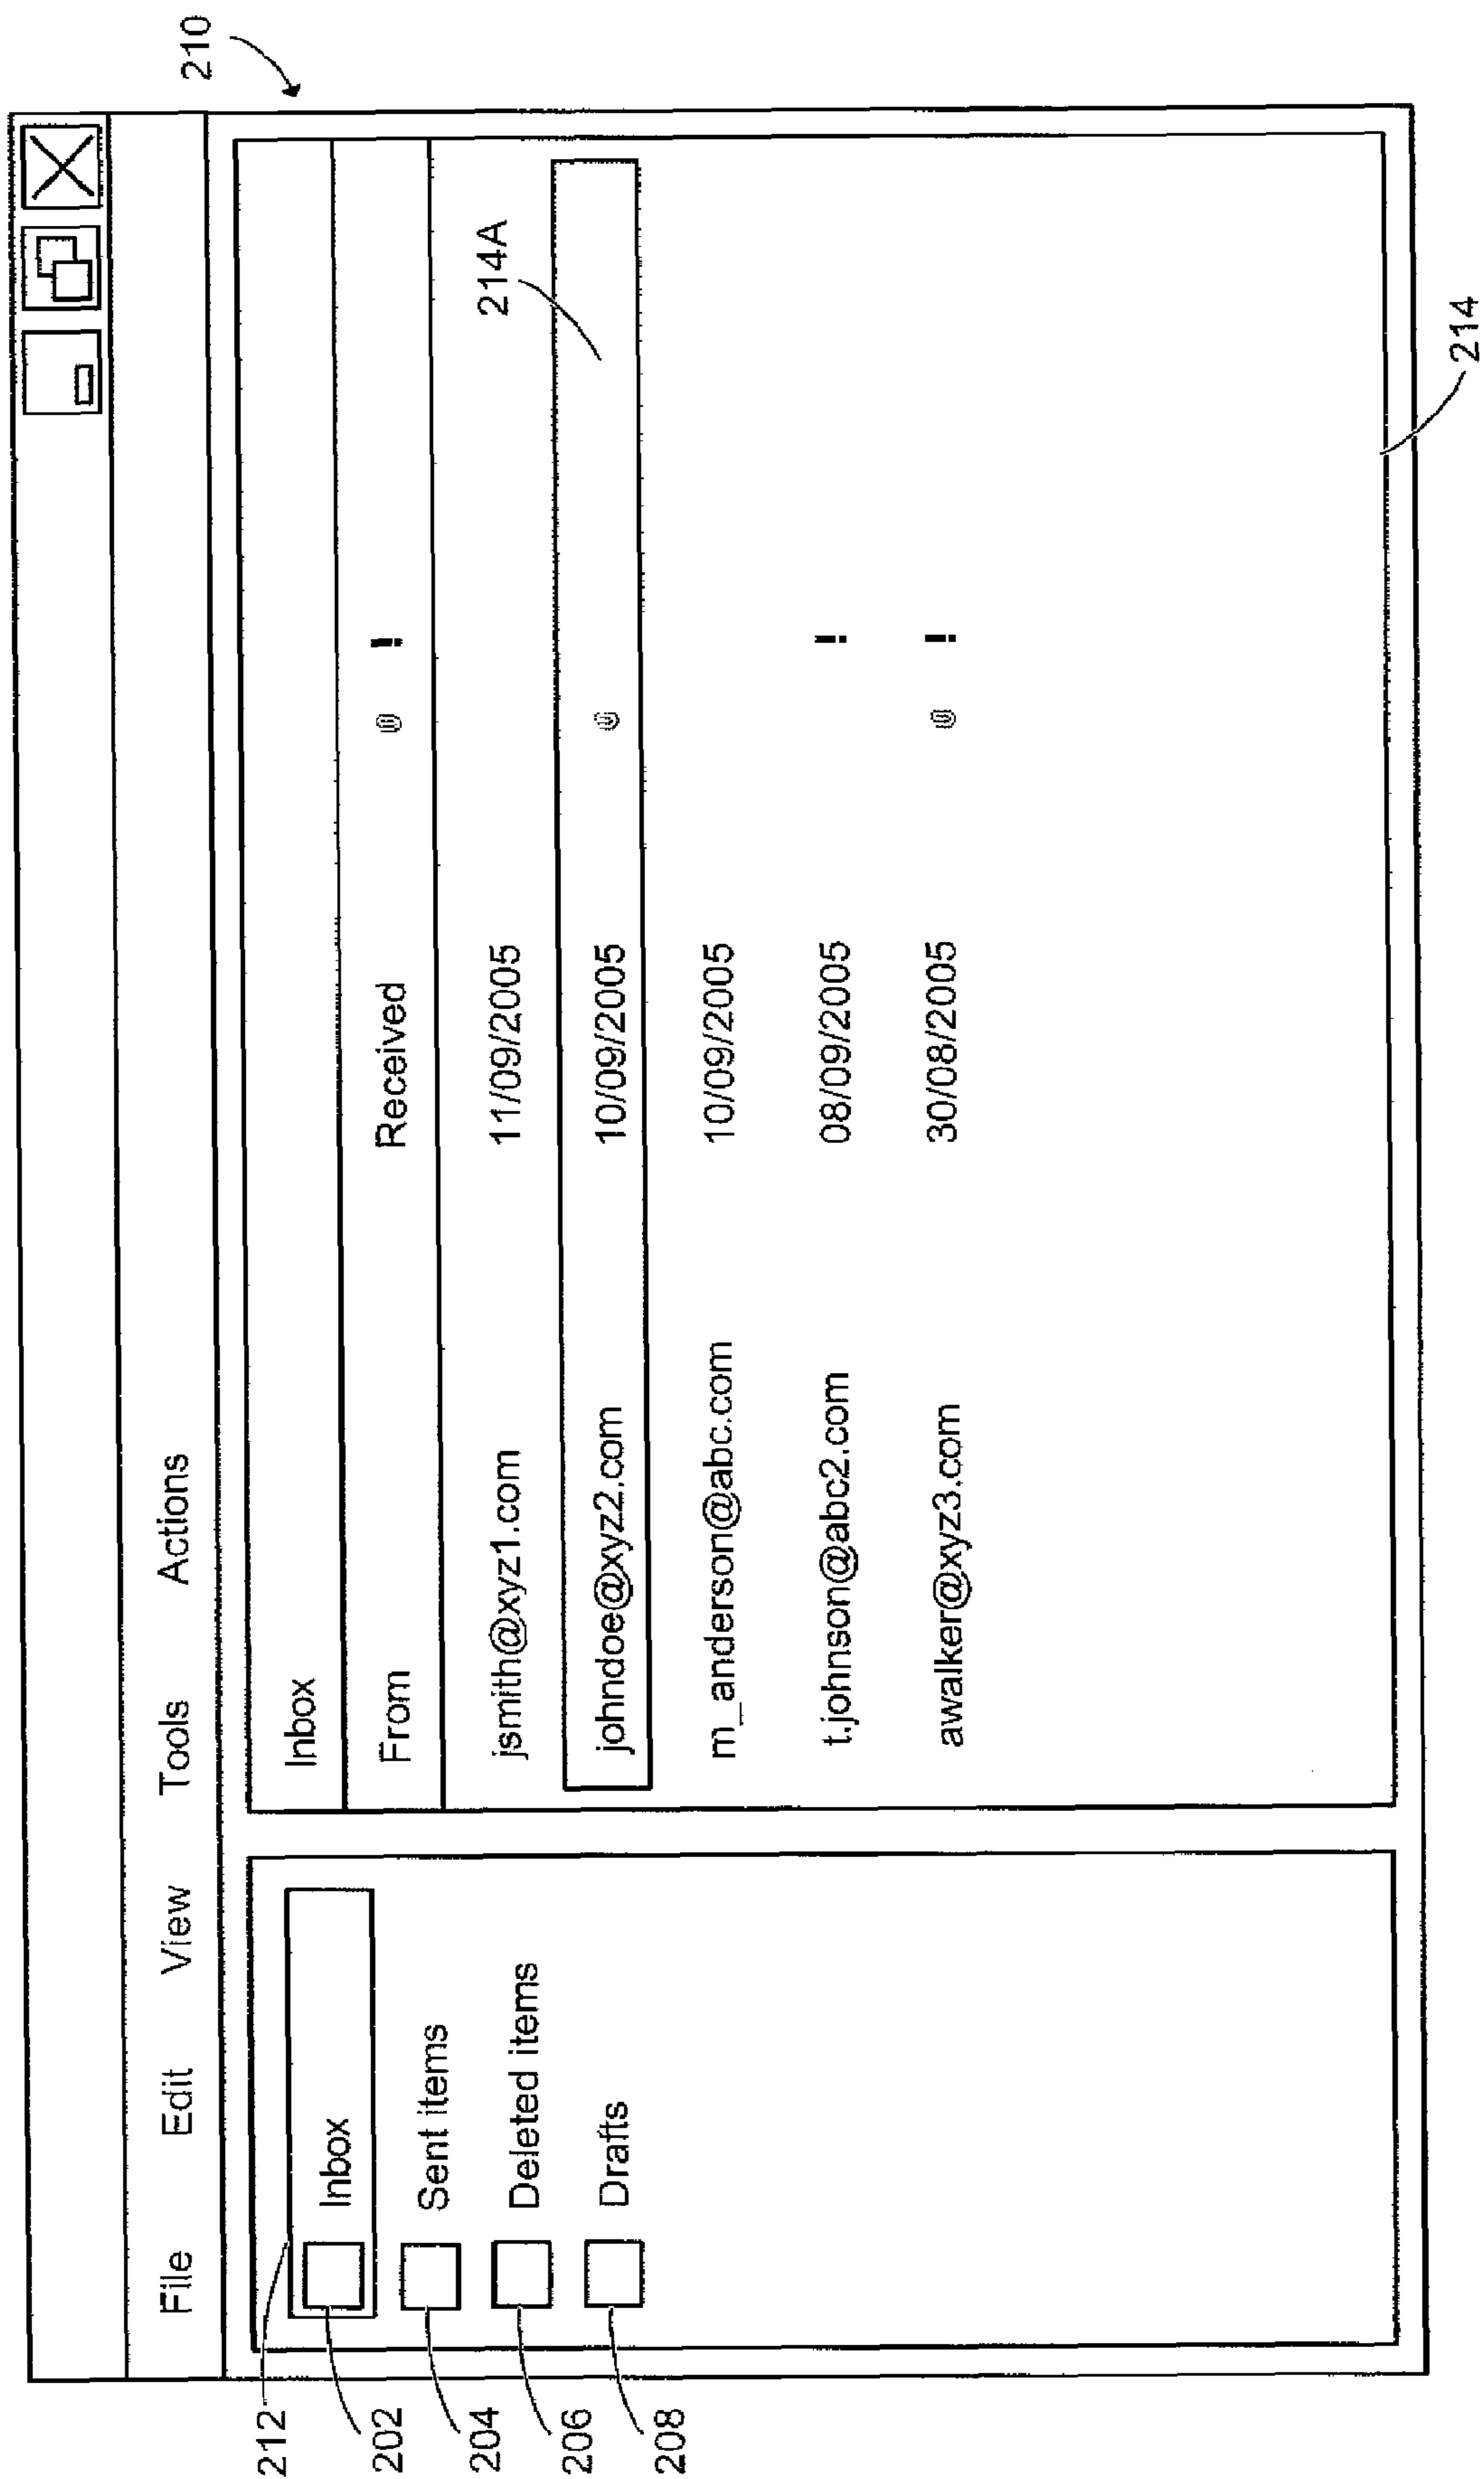 210
File Edit View Tools Actions
212
202
204
206
208
Inbox
Sent items
Deleted items
Drafts
Inbox
From Received !
jsmith@xyz1.com 11/09/2005
214A
johndoe@xyz2.com 10/09/2005
m_anderson@abc.com 10/09/2005
t.johnson@abc2.com 08/09/2005 !
awalker@xyz3.com 30/08/2005 !
214